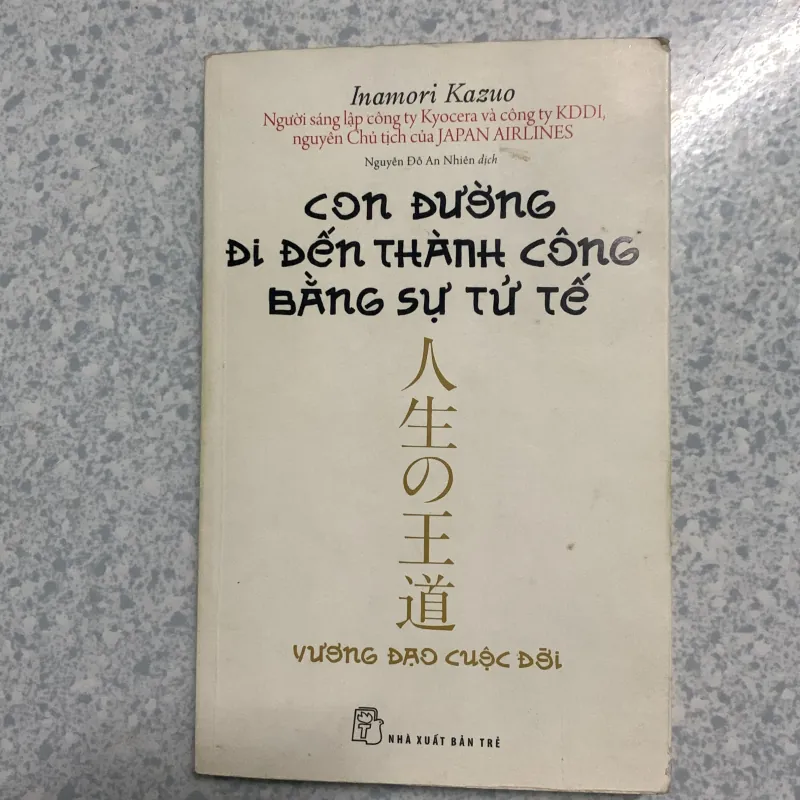 Inamori Kazuo
Người sáng lập công ty Kyocera và công ty KDDI,
nguyên Chủ tịch của JAPAN AIRLINES
Nguyễn Đỗ An Nhiên dịch
CON ĐƯỜNG
ĐI ĐẾN THÀNH CÔNG
BẰNG SỰ TỬ TẾ
人生の王道
VƯƠNG ĐẠO CUỘC ĐỜI
NHÀ XUẤT BẢN TRẺ